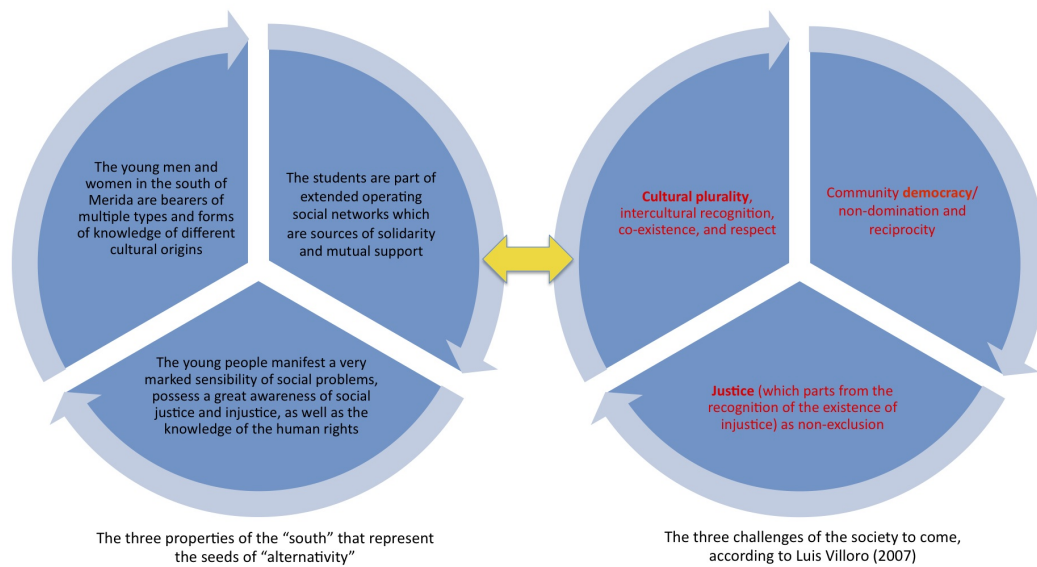 The young men and
women in the south of
Merida are bearers of
multiple types and forms
of knowledge of different
cultural origins
The students are part of
extended operating
social networks which
are sources of solidarity
and mutual support
The young people manifest a very
marked sensibility of social problems,
possess a great awareness of social
justice and injustice, as well as the
knowledge of the human rights
The three properties of the “south” that represent
the seeds of “alternativity”
Cultural plurality,
intercultural recognition,
co-existence, and respect
Community democracy/
non-domination and
reciprocity
Justice (which parts from the
recognition of the existence of
injustice) as non-exclusion
The three challenges of the society to come,
according to Luis Villoro (2007)